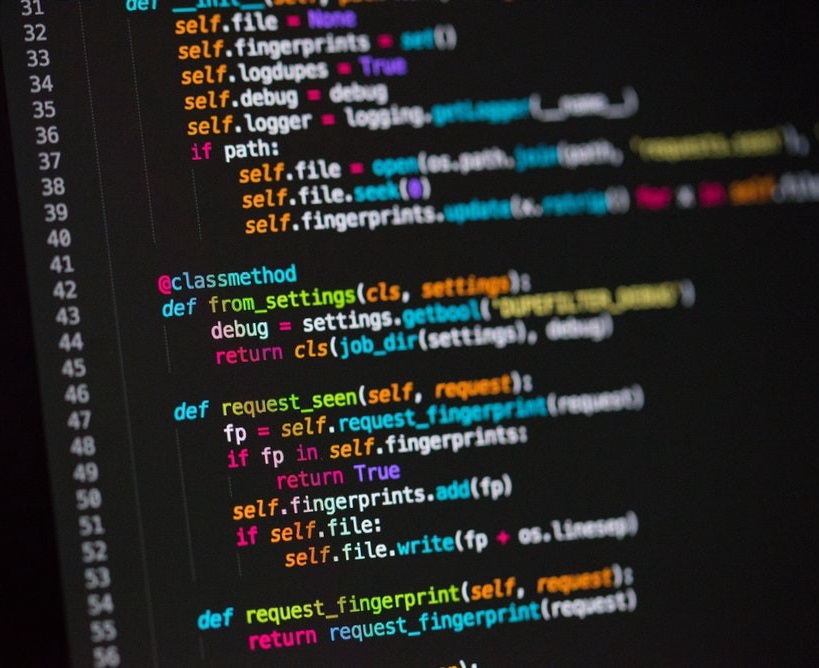 31 def __init__(self,
32 self.file = None
33 self.fingerprints = set()
34 self.logdupes = True
35 self.debug = debug
36 self.logger = logging.getLogger(__name__)
37 if path:
38 self.file = open(os.path.join(path, 'requests.seen'),
39 self.file.seek(0)
40 self.fingerprints.update(x.rstrip() for x in self.file
41
42 @classmethod
43 def from_settings(cls, settings):
44 debug = settings.getbool('DUPEFILTER_DEBUG')
45 return cls(job_dir(settings), debug)
46
47 def request_seen(self, request):
48 fp = self.request_fingerprint(request)
49 if fp in self.fingerprints:
50 return True
51 self.fingerprints.add(fp)
52 if self.file:
53 self.file.write(fp + os.linesep)
54
55 def request_fingerprint(self, request):
56 return request_fingerprint(request)